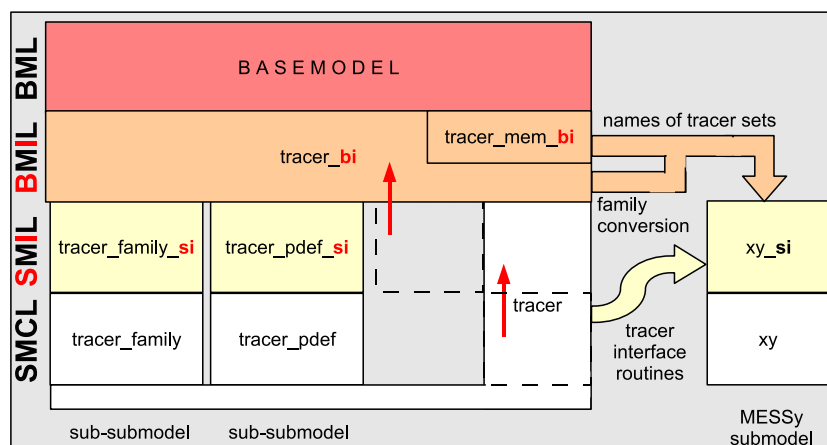 BML
BMIL
SMIL
SMCL
BASEMODEL
tracer_mem_bi
tracer_bi
names of tracer sets
family
conversion
tracer_family_si
tracer_pdef_si
xy_si
tracer
tracer_family
tracer_pdef
tracer
interface
routines
xy
sub-submodel
sub-submodel
MESSy
submodel